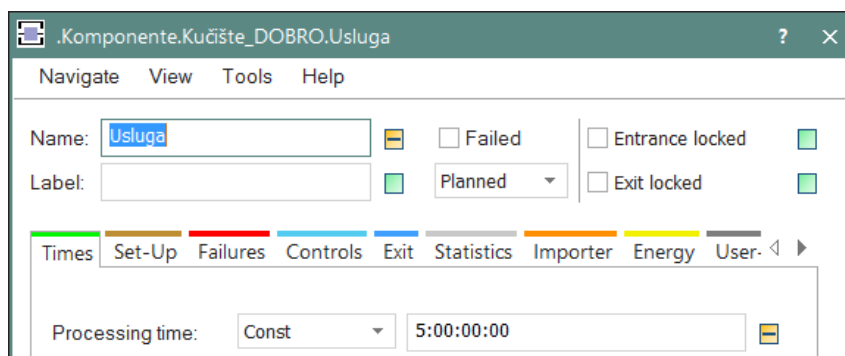 .Komponente.Kučište_DOBRO.Usluga ? ×
Navigate View Tools Help
Name: Usluga Failed Entrance locked
Label: Planned Exit locked
Times Set-Up Failures Controls Exit Statistics Importer Energy User-
Processing time: Const 5:00:00:00